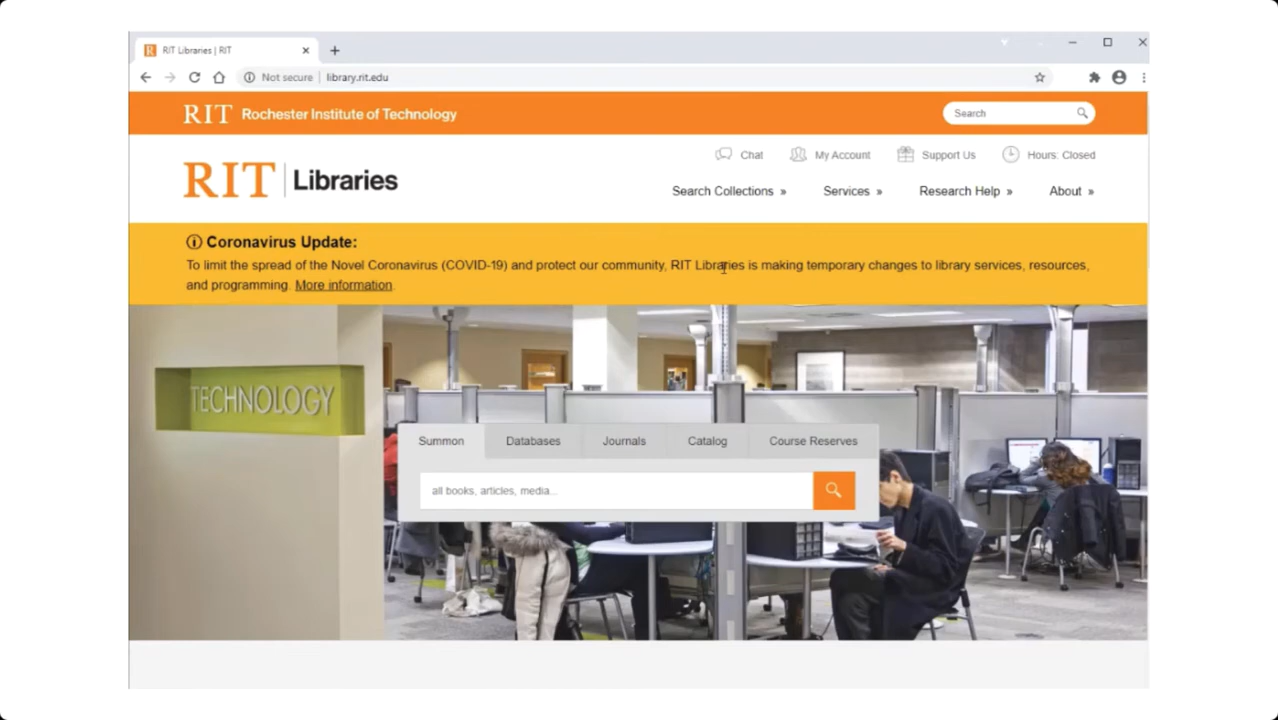 RIT Libraries | RIT
Not secure | library.rit.edu
RIT Rochester Institute of Technology
Search
Chat
My Account
Support Us
Hours: Closed
RIT Libraries
Search Collections »
Services »
Research Help »
About »
Coronavirus Update:
To limit the spread of the Novel Coronavirus (COVID-19) and protect our community, RIT Libraries is making temporary changes to library services, resources,
and programming. More information.
TECHNOLOGY
Summon
Databases
Journals
Catalog
Course Reserves
all books, articles, media...